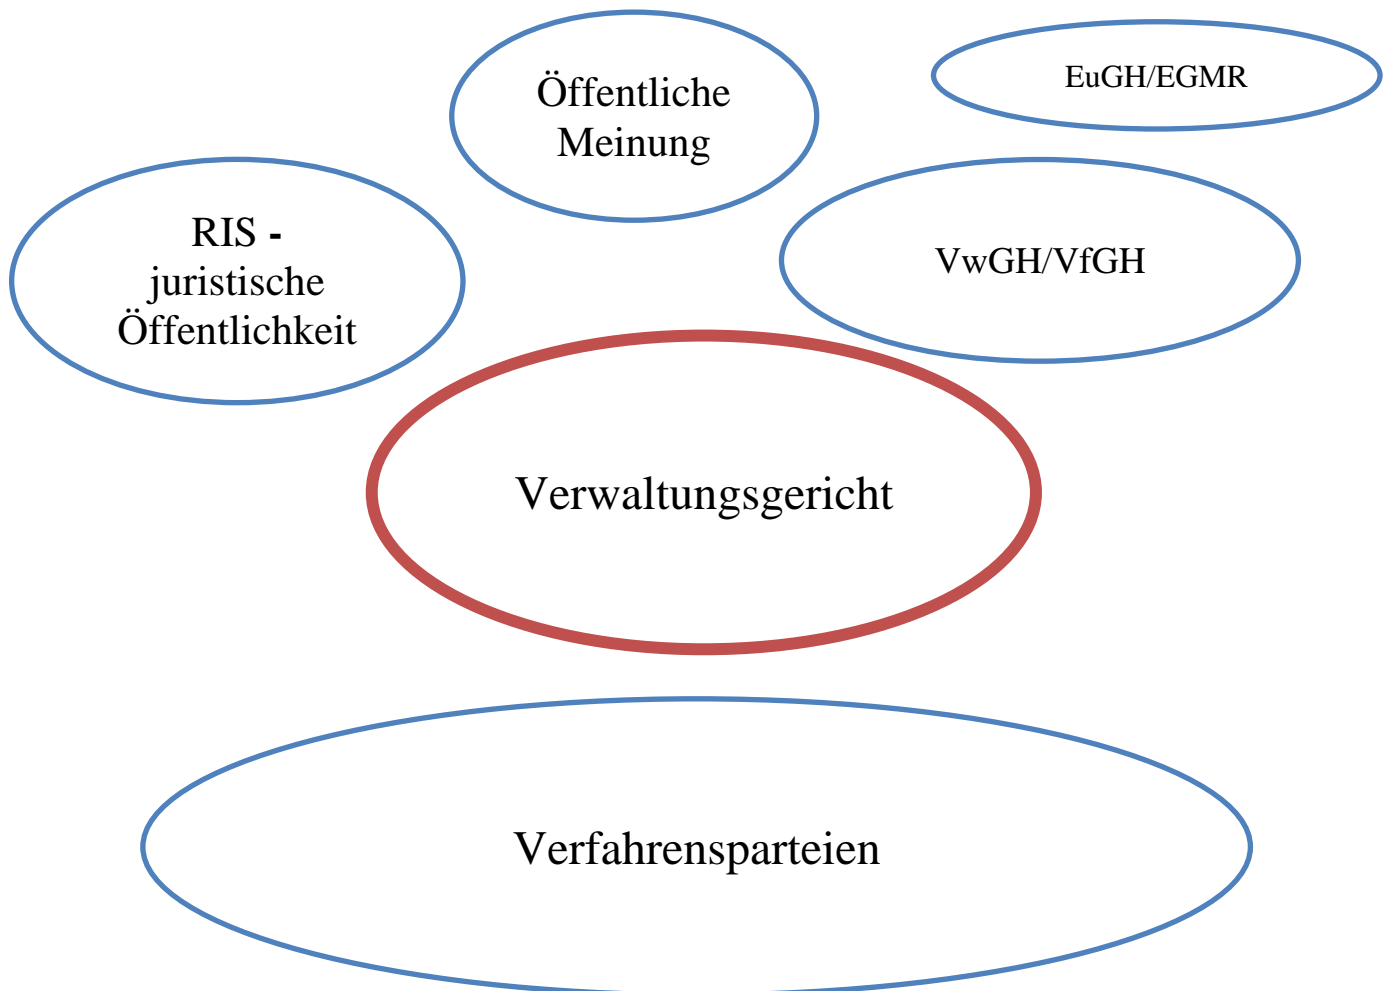 Öffentliche
Meinung
EuGH/EGMR
RIS -
juristische
Öffentlichkeit
VwGH/VfGH
Verwaltungsgericht
Verfahrensparteien